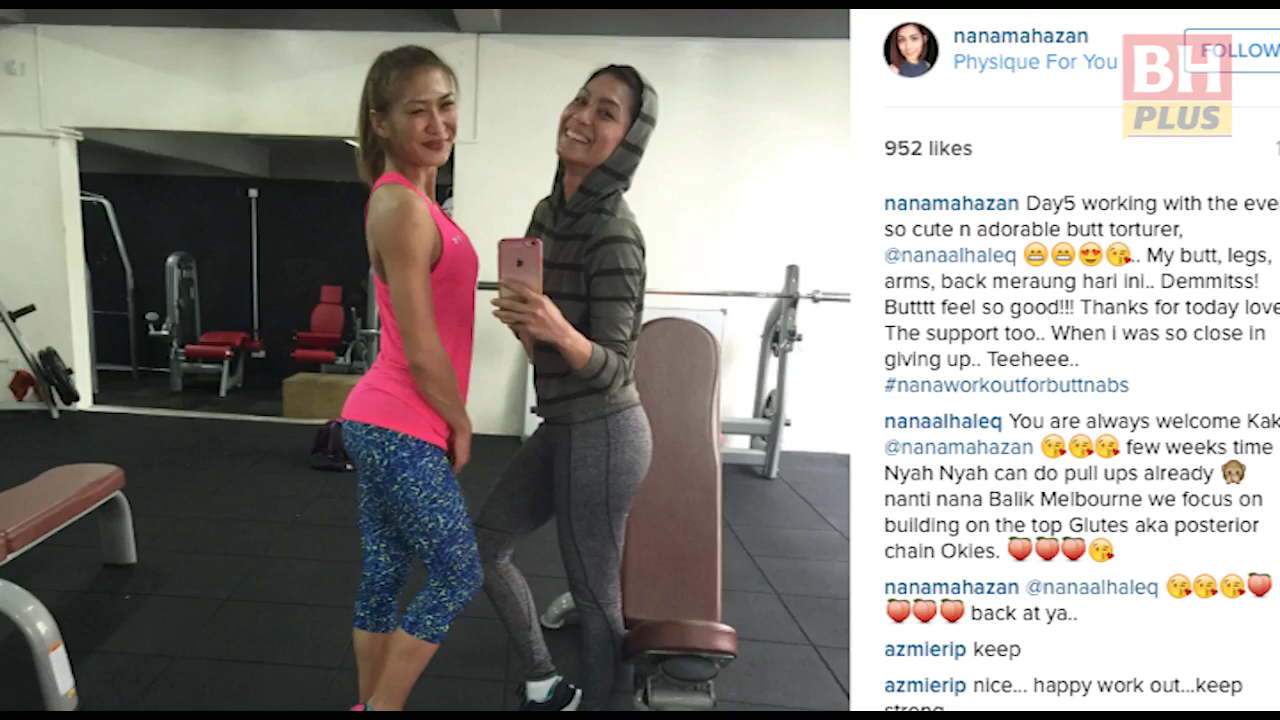 nanamahazan
Physique For You
FOLLOW
BH
PLUS
952 likes
nanamahazan Day5 working with the eve
so cute n adorable butt torturer,
@nanaalhaleq 😁😁😍😘.. My butt, legs,
arms, back meraung hari ini.. Demmitss!
Butttt feel so good!!! Thanks for today love
The support too.. When i was so close in
giving up.. Teeheee..
#nanaworkoutforbuttnabs
nanaalhaleq You are always welcome Kak
@nanamahazan 😘😘😘 few weeks time
Nyah Nyah can do pull ups already 🙊
nanti nana Balik Melbourne we focus on
building on the top Glutes aka posterior
chain Okies. 🍑🍑🍑😘
nanamahazan @nanaalhaleq 😘😘😘🍑
🍑🍑🍑 back at ya..
azmierip keep
azmierip nice... happy work out...keep
strong